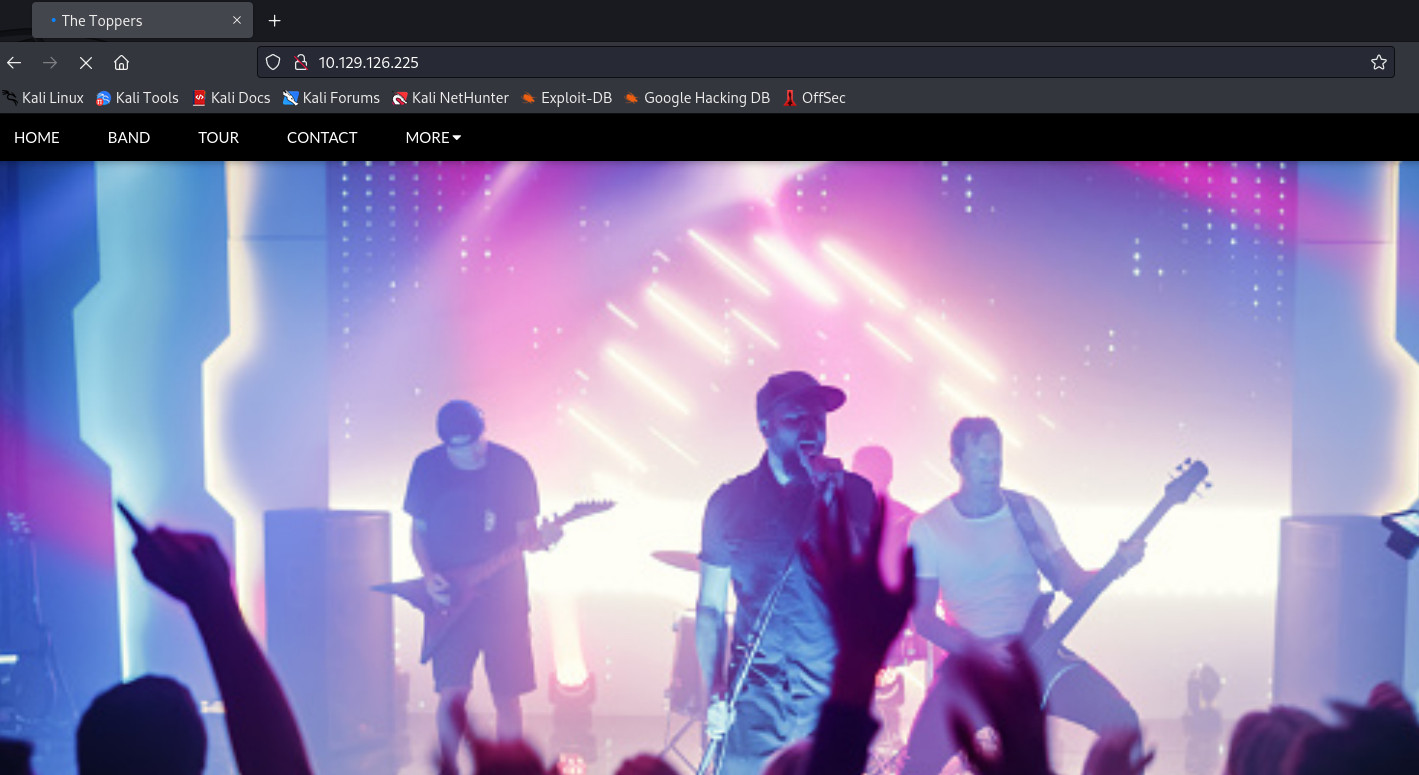 The Toppers
10.129.126.225
Kali Linux Kali Tools Kali Docs Kali Forums Kali NetHunter Exploit-DB Google Hacking DB OffSec
HOME BAND TOUR CONTACT MORE